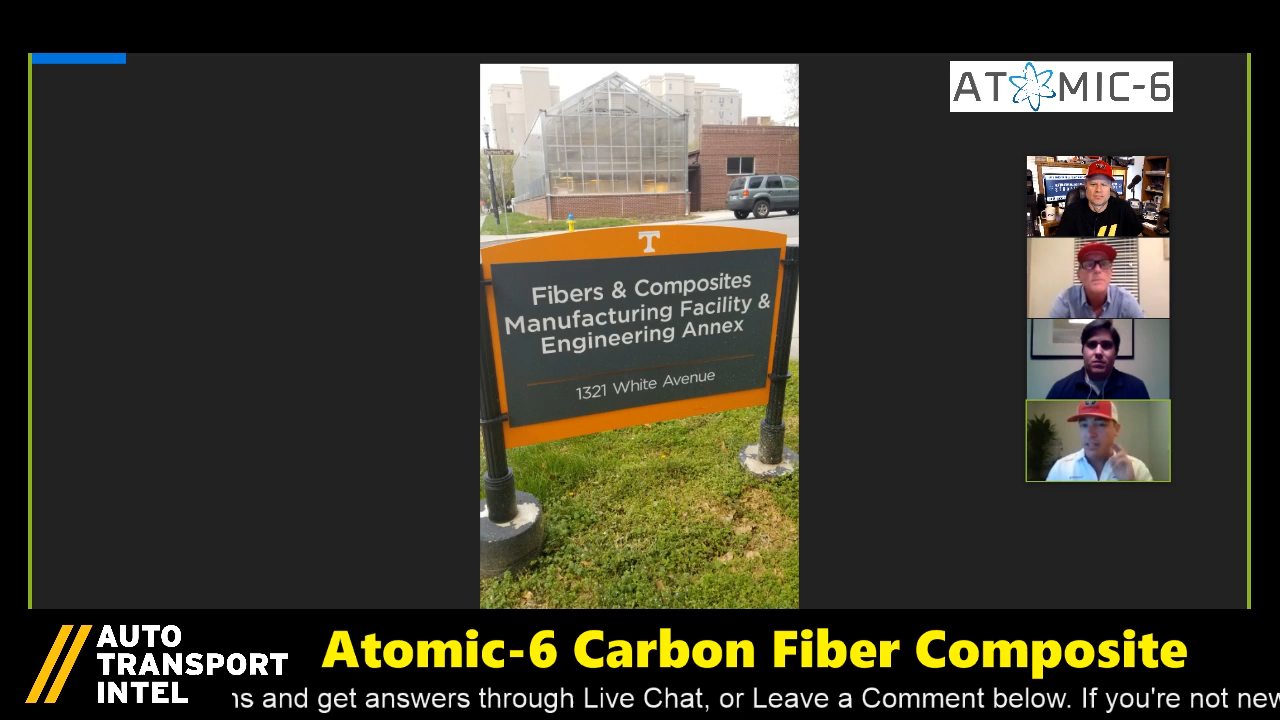 ATOMIC-6
T
Fibers & Composites
Manufacturing Facility &
Engineering Annex
1321 White Avenue
AUTO
TRANSPORT
INTEL
Atomic-6 Carbon Fiber Composite
and get answers through Live Chat, or Leave a Comment below. If you're not new